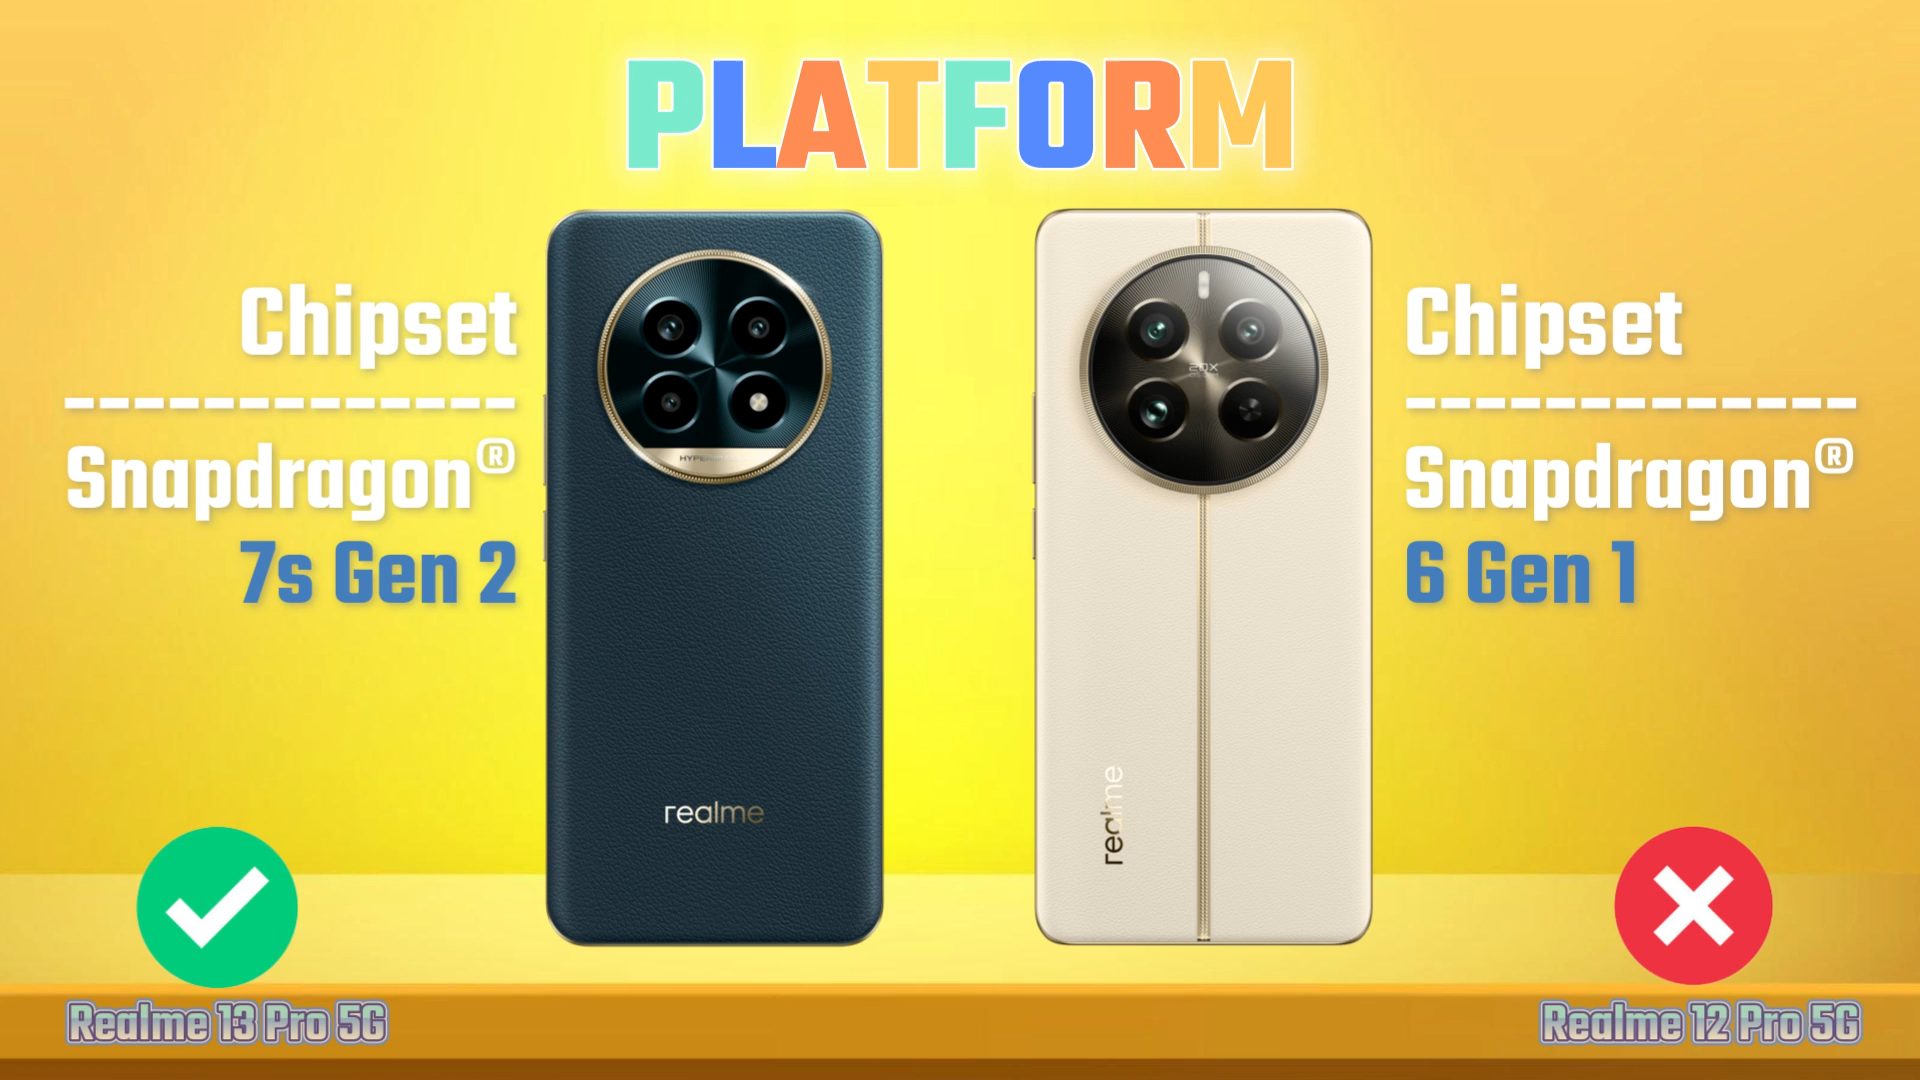 PLATFORM
Chipset
Snapdragon®
7s Gen 2
realme
Realme 13 Pro 5G
Chipset
Snapdragon®
6 Gen 1
20X
realme
Realme 12 Pro 5G